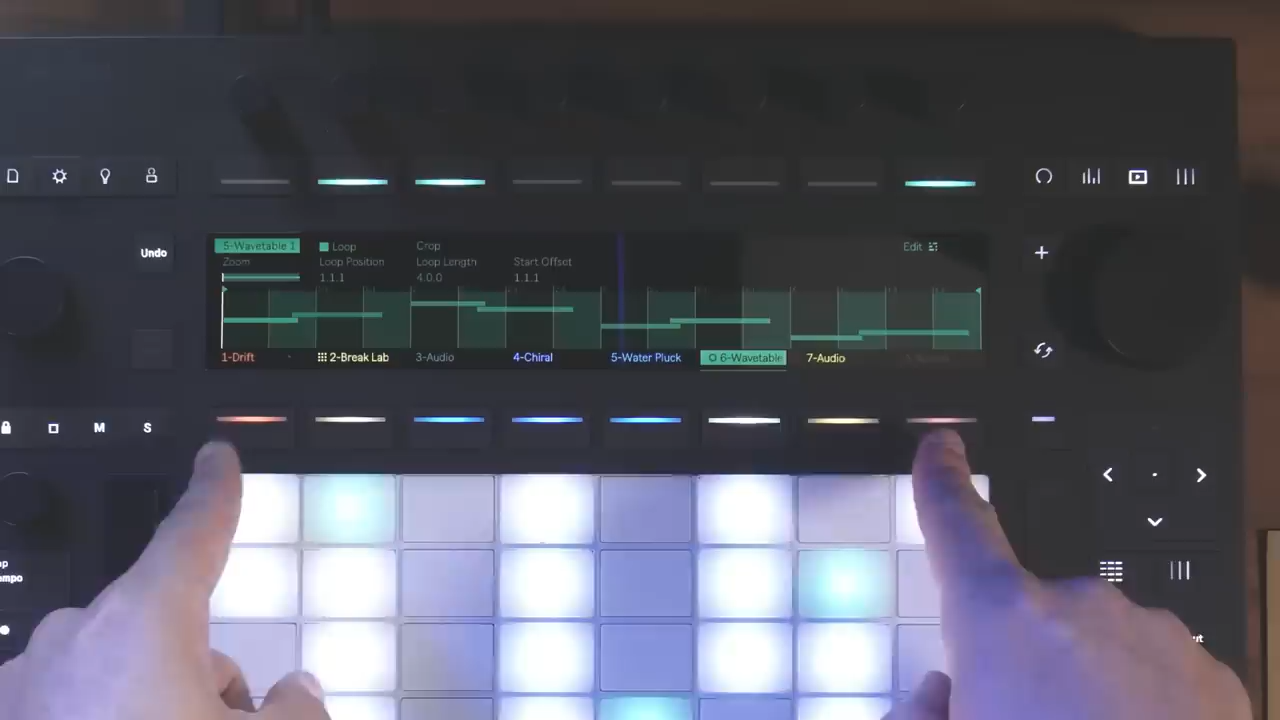 Undo
5-Wavetable 1
Loop
Crop
Edit
Zoom
Loop Position
Loop Length
Start Offset
1.1.1
4.0.0
1.1.1
1-Drift
2-Break Lab
3-Audio
4-Chiral
5-Water Pluck
6-Wavetable
7-Audio
M
S